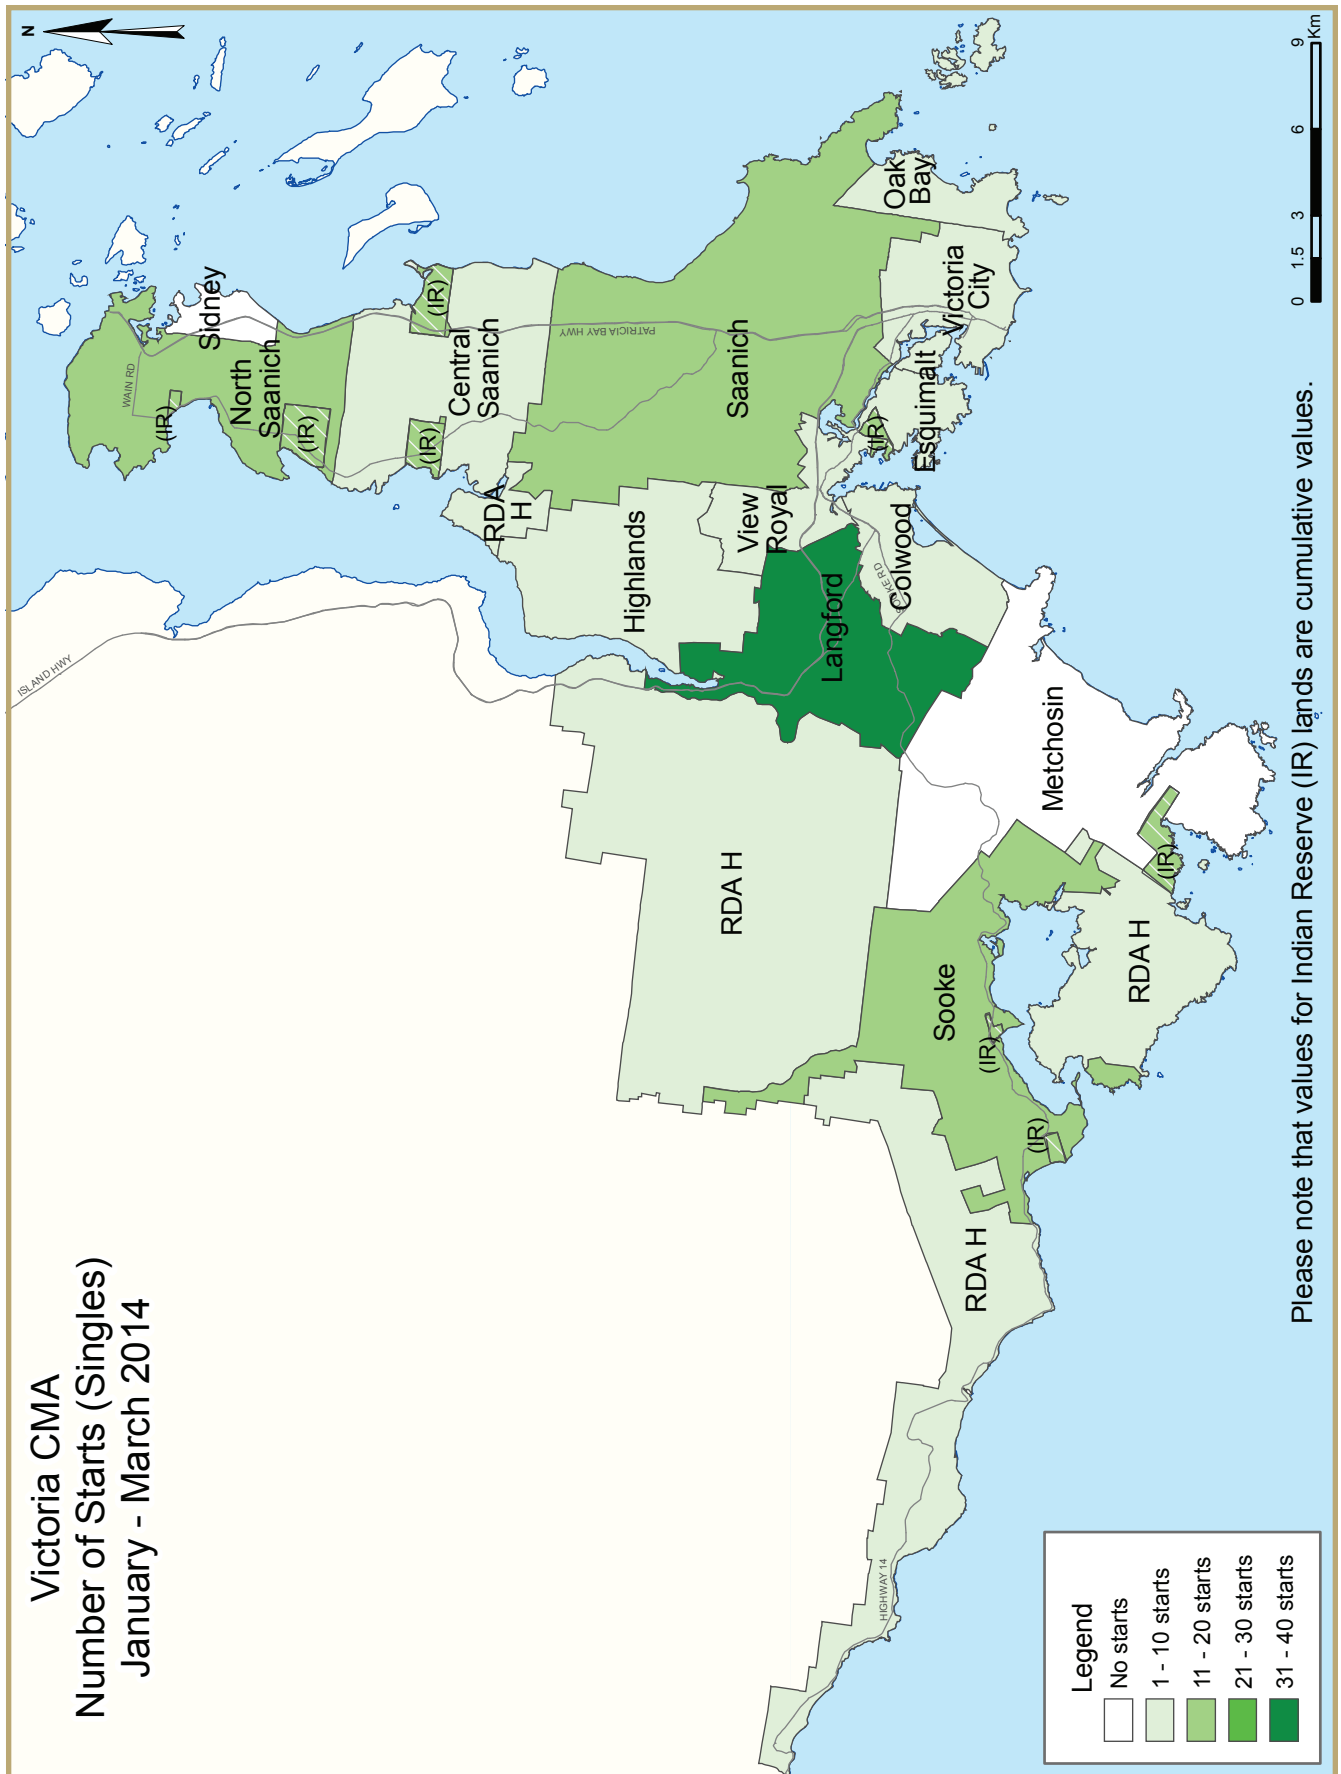 Victoria CMA
Number of Starts (Singles)
January - March 2014
N
ISLAND HWY
WAIN RD
(IR)
North
Saanich
Sidney
(IR)
(IR)
(IR)
Central
Saanich
RDA
H
PATRICIA BAY HWY
Saanich
Highlands
View
Royal
Oak
Bay
Victoria
City
Esquimalt
(IR)
Langford
Colwood
Metchosin
RDA H
Sooke
(IR)
(IR)
(IR)
RDA H
RDA H
HIGHWAY 14
Legend
No starts
1 - 10 starts
11 - 20 starts
21 - 30 starts
31 - 40 starts
0 1.5 3 6 9
Km
Please note that values for Indian Reserve (IR) lands are cumulative values.